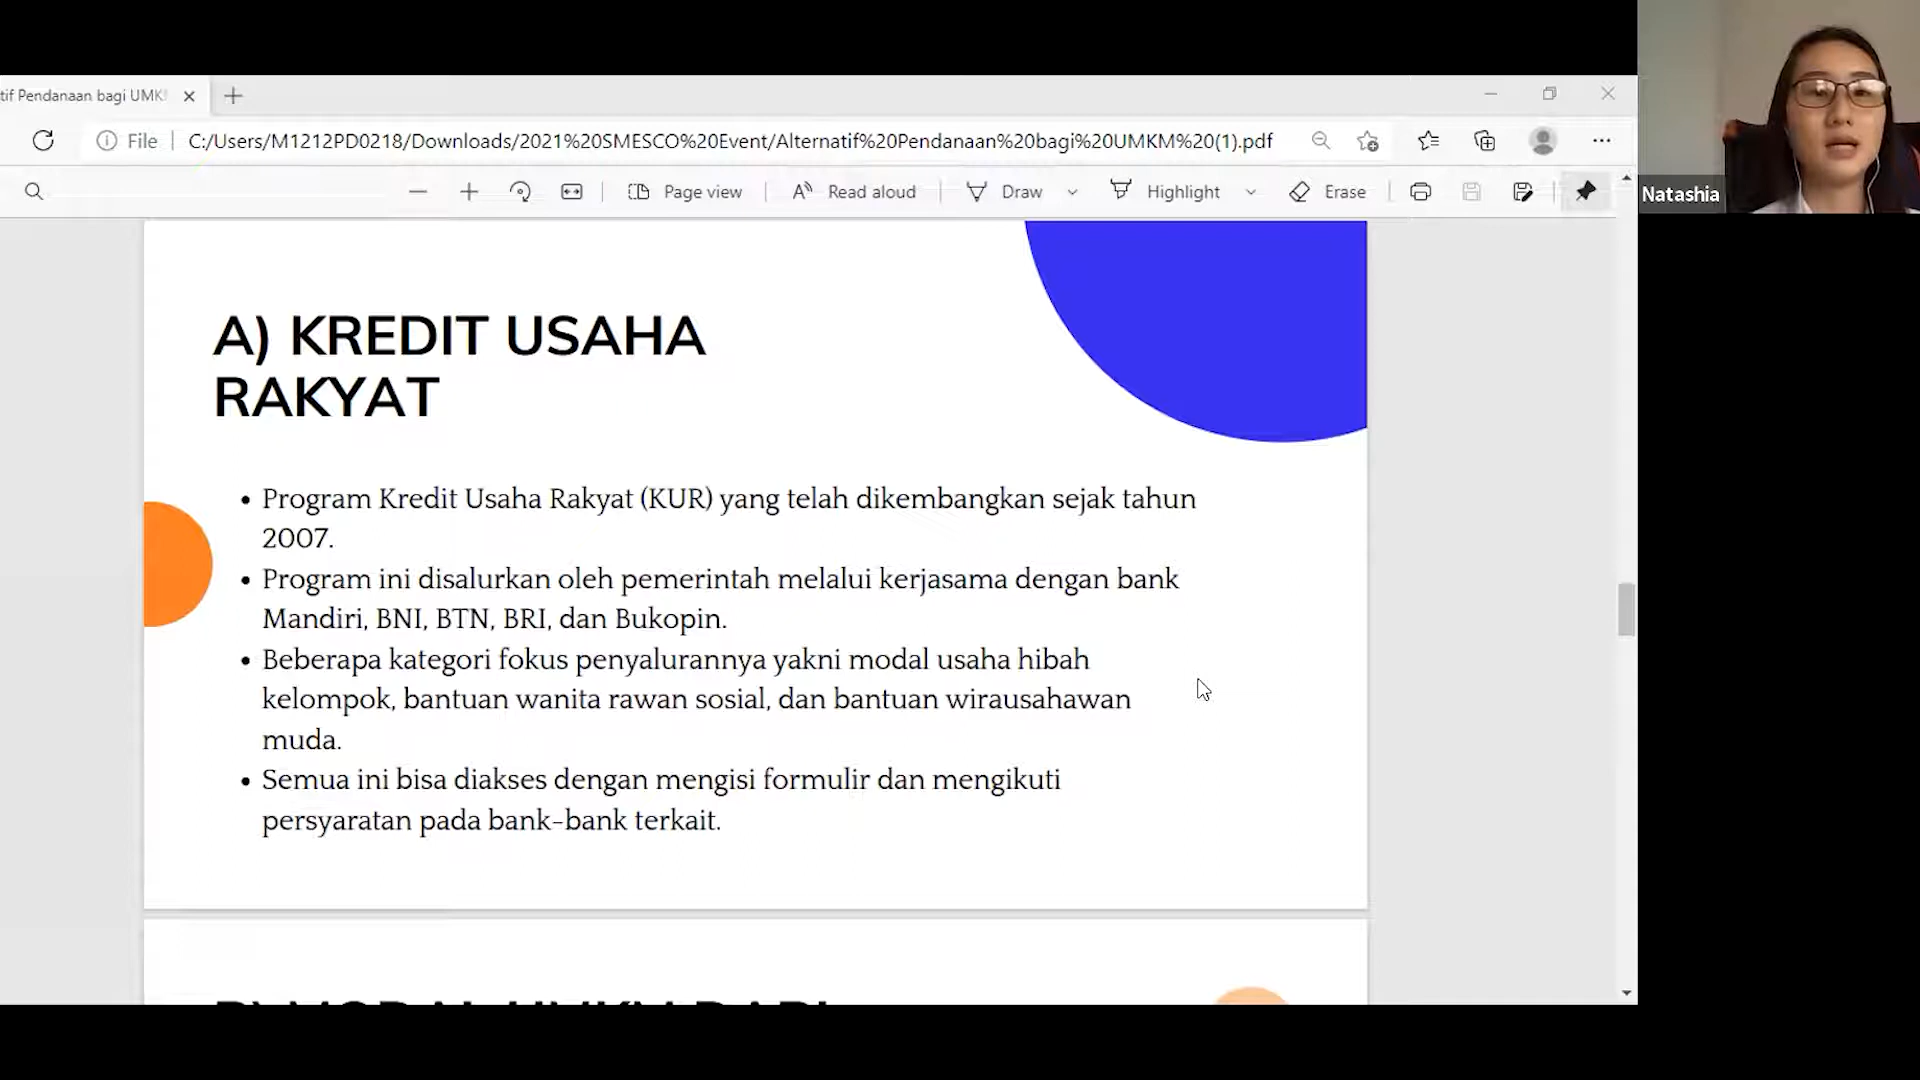 tif Pendanaan bagi UMK
File
C:/Users/M1212PD0218/Downloads/2021%20SMESCO%20Event/Alternatif%20Pendanaan%20bagi%20UMKM%20(1).pdf
Page view
Read aloud
Draw
Highlight
Erase
Natashia
A) KREDIT USAHA
RAKYAT
• Program Kredit Usaha Rakyat (KUR) yang telah dikembangkan sejak tahun
2007.
• Program ini disalurkan oleh pemerintah melalui kerjasama dengan bank
Mandiri, BNI, BTN, BRI, dan Bukopin.
• Beberapa kategori fokus penyalurannya yakni modal usaha hibah
kelompok, bantuan wanita rawan sosial, dan bantuan wirausahawan
muda.
• Semua ini bisa diakses dengan mengisi formulir dan mengikuti
persyaratan pada bank-bank terkait.
B) MODAL UMKM DARI